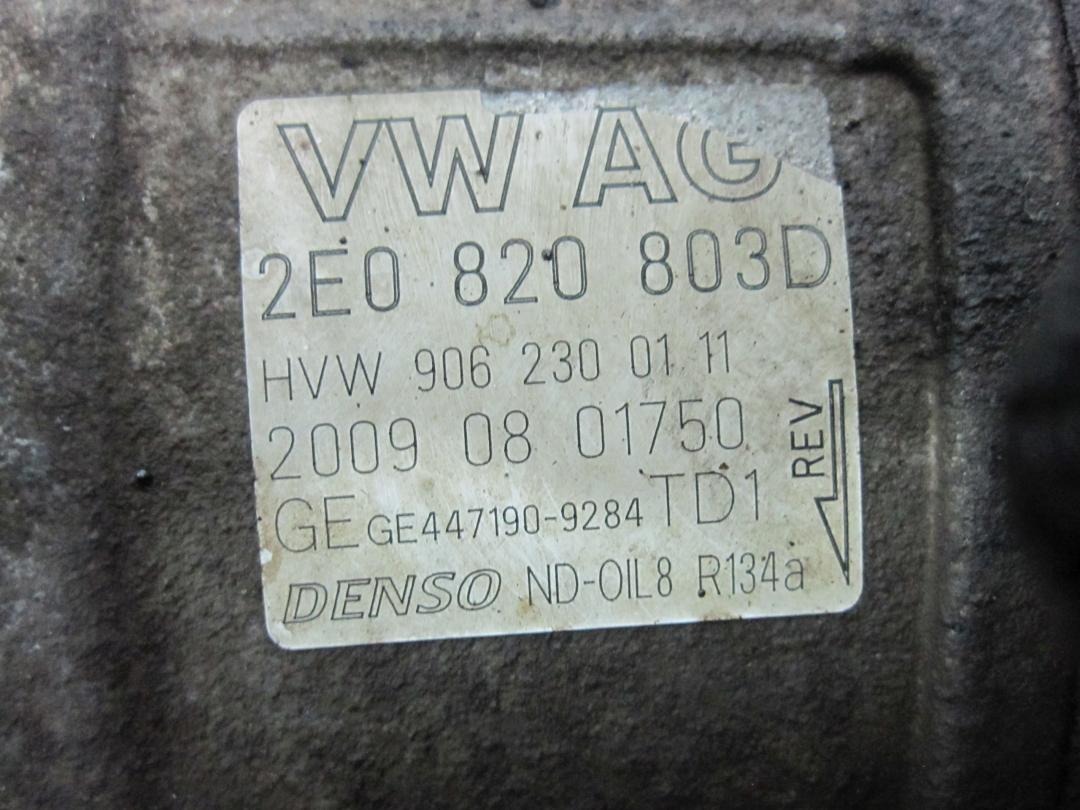 VW AG
2E0 820 803D
HVW 906 230 01 11
2009 08 01750
REV
GE GE447190-9284 TD1
DENSO ND-OIL8 R134a